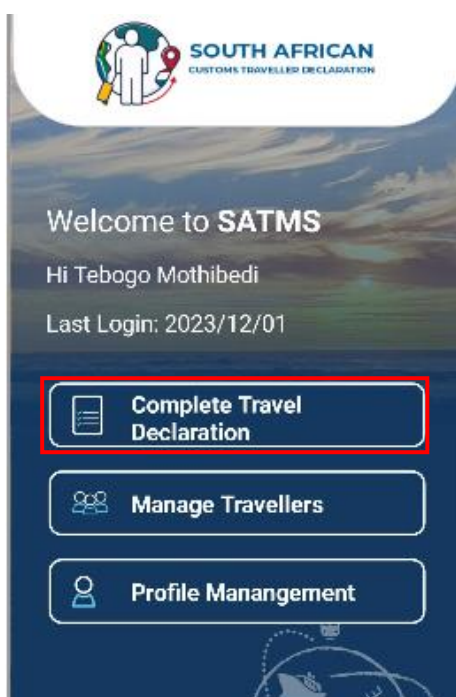 SOUTH AFRICAN
CUSTOMS TRAVELLER DECLARATION
Welcome to SATMS
Hi Tebogo Mothibedi
Last Login: 2023/12/01
Complete Travel
Declaration
Manage Travellers
Profile Manangement